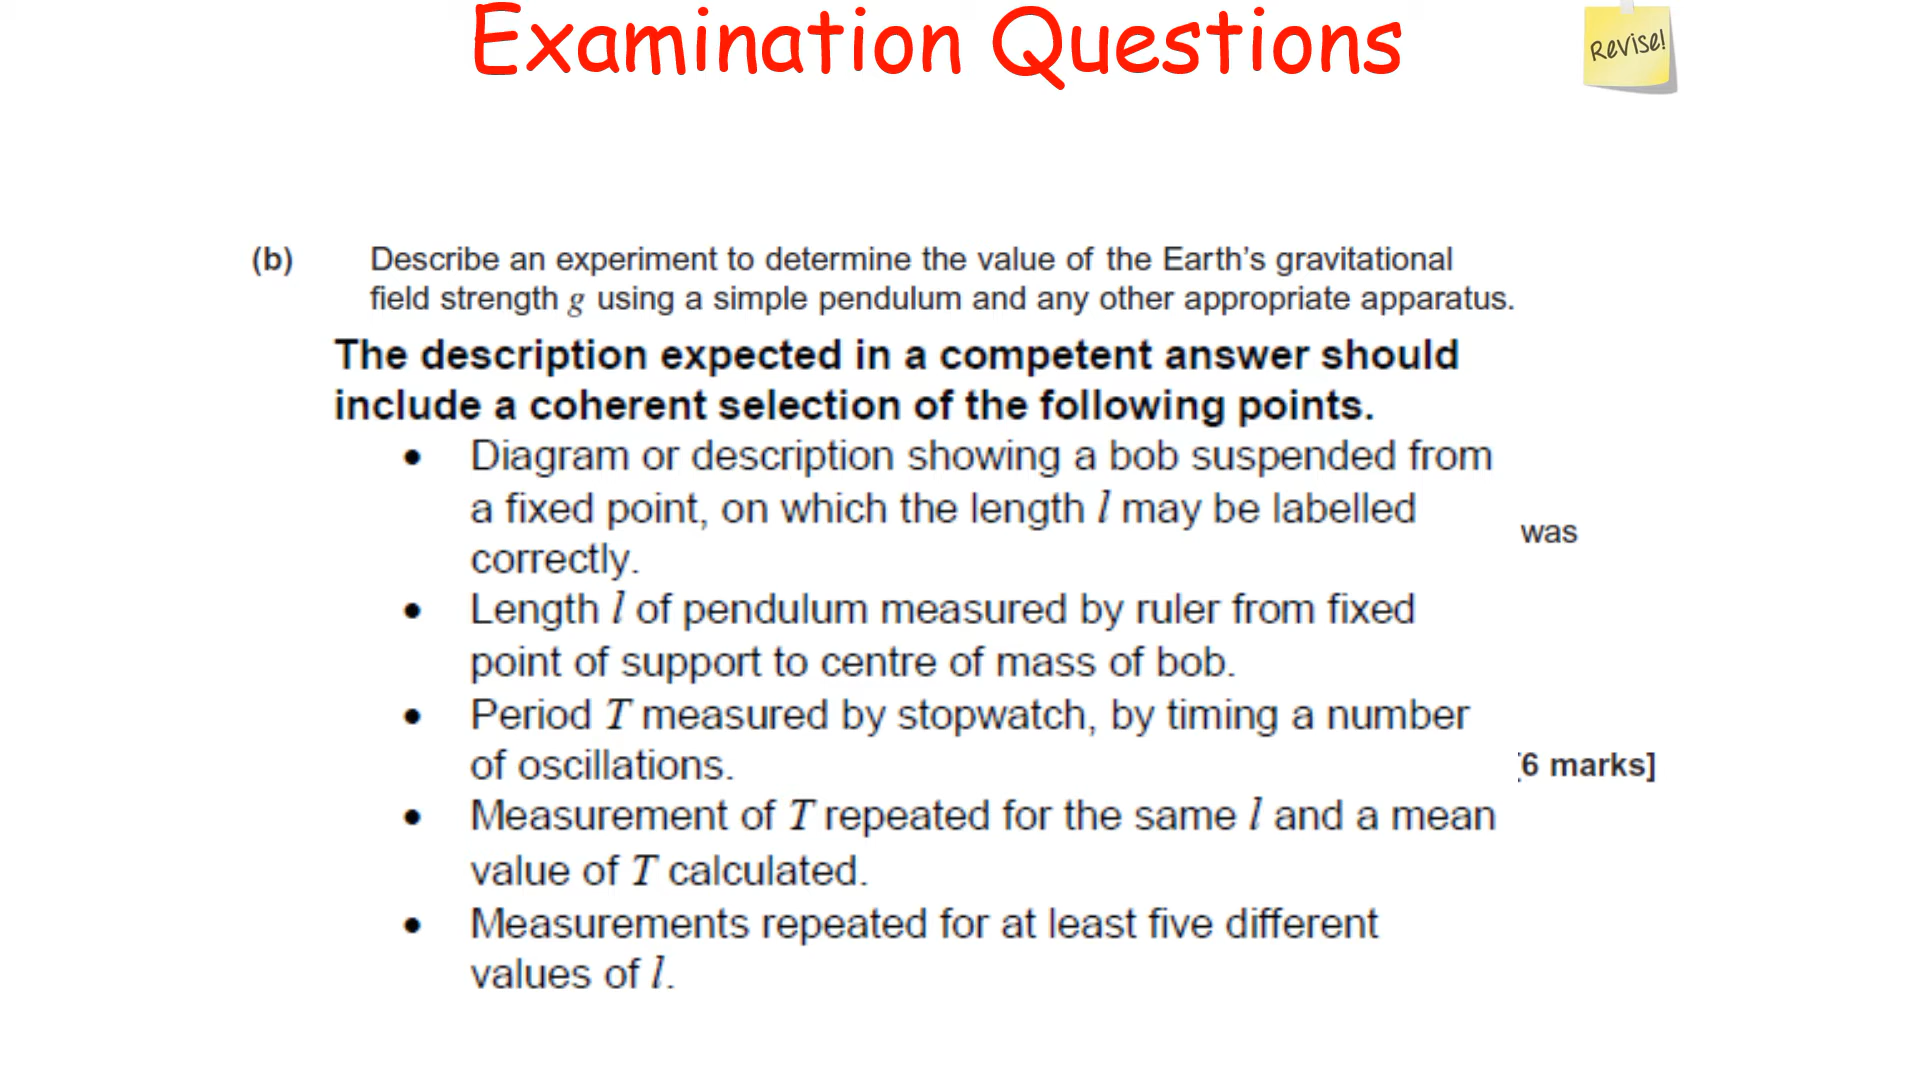 Examination Questions
Revise!
(b) Describe an experiment to determine the value of the Earth's gravitational
field strength g using a simple pendulum and any other appropriate apparatus.
The description expected in a competent answer should
include a coherent selection of the following points.
• Diagram or description showing a bob suspended from
a fixed point, on which the length l may be labelled
correctly.
was
• Length l of pendulum measured by ruler from fixed
point of support to centre of mass of bob.
• Period T measured by stopwatch, by timing a number
of oscillations.
[6 marks]
• Measurement of T repeated for the same l and a mean
value of T calculated.
• Measurements repeated for at least five different
values of l.